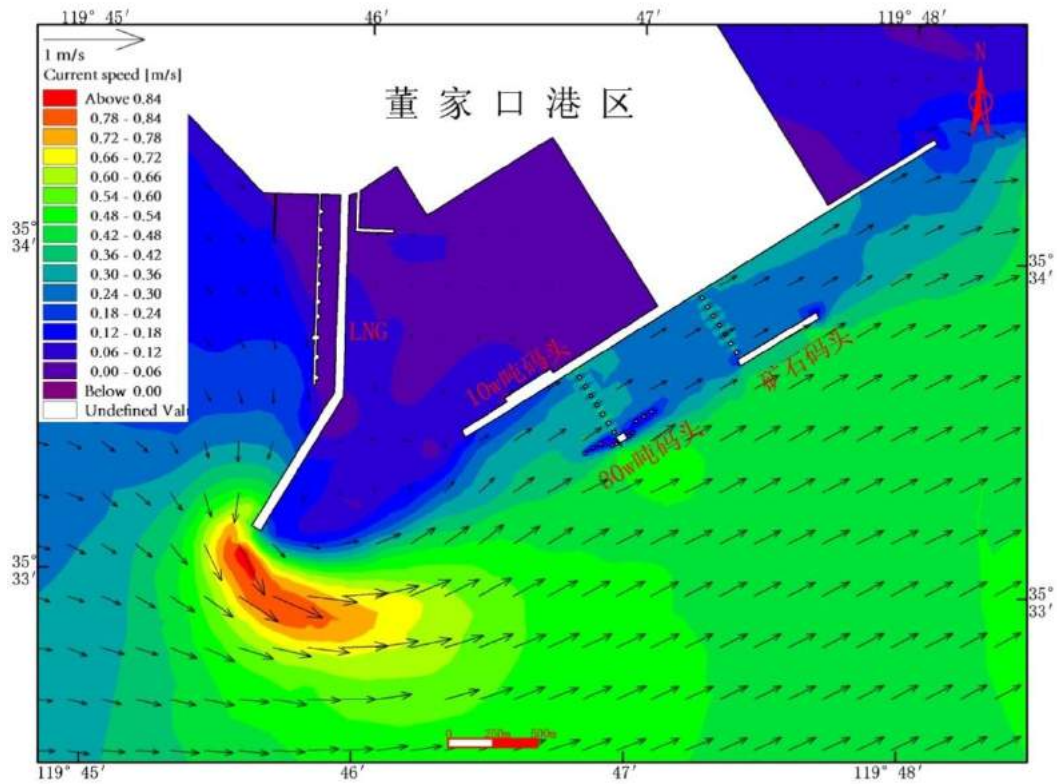 119° 45′ 46′ 47′ 119° 48′
1 m/s
Current speed [m/s]
Above 0.84
0.78 - 0.84
0.72 - 0.78
0.66 - 0.72
0.60 - 0.66
0.54 - 0.60
0.48 - 0.54
0.42 - 0.48
0.36 - 0.42
0.30 - 0.36
0.24 - 0.30
0.18 - 0.24
0.12 - 0.18
0.06 - 0.12
0.00 - 0.06
Below 0.00
Undefined Val
董家口港区
N
35°
34′
35°
34′
LNG
10w吨码头
矿石码头
30w吨码头
35°
33′
35°
33′
0 250m 500m
119° 45′ 46′ 47′ 119° 48′